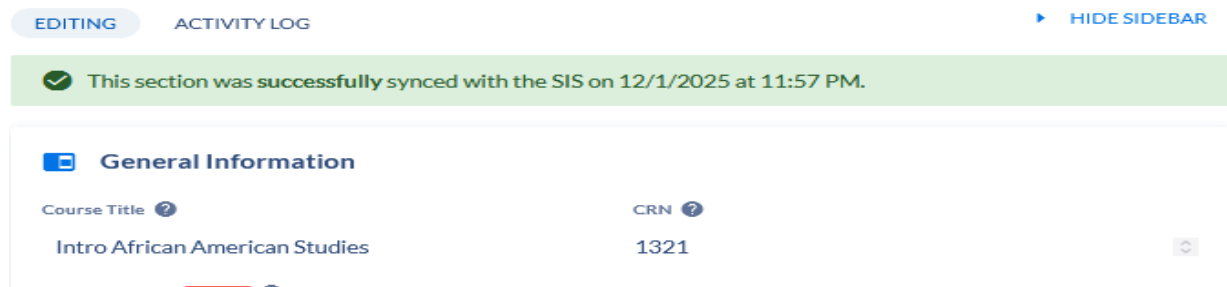 EDITING ACTIVITY LOG HIDE SIDEBAR
This section was successfully synced with the SIS on 12/1/2025 at 11:57 PM.
General Information
Course Title CRN
Intro African American Studies 1321